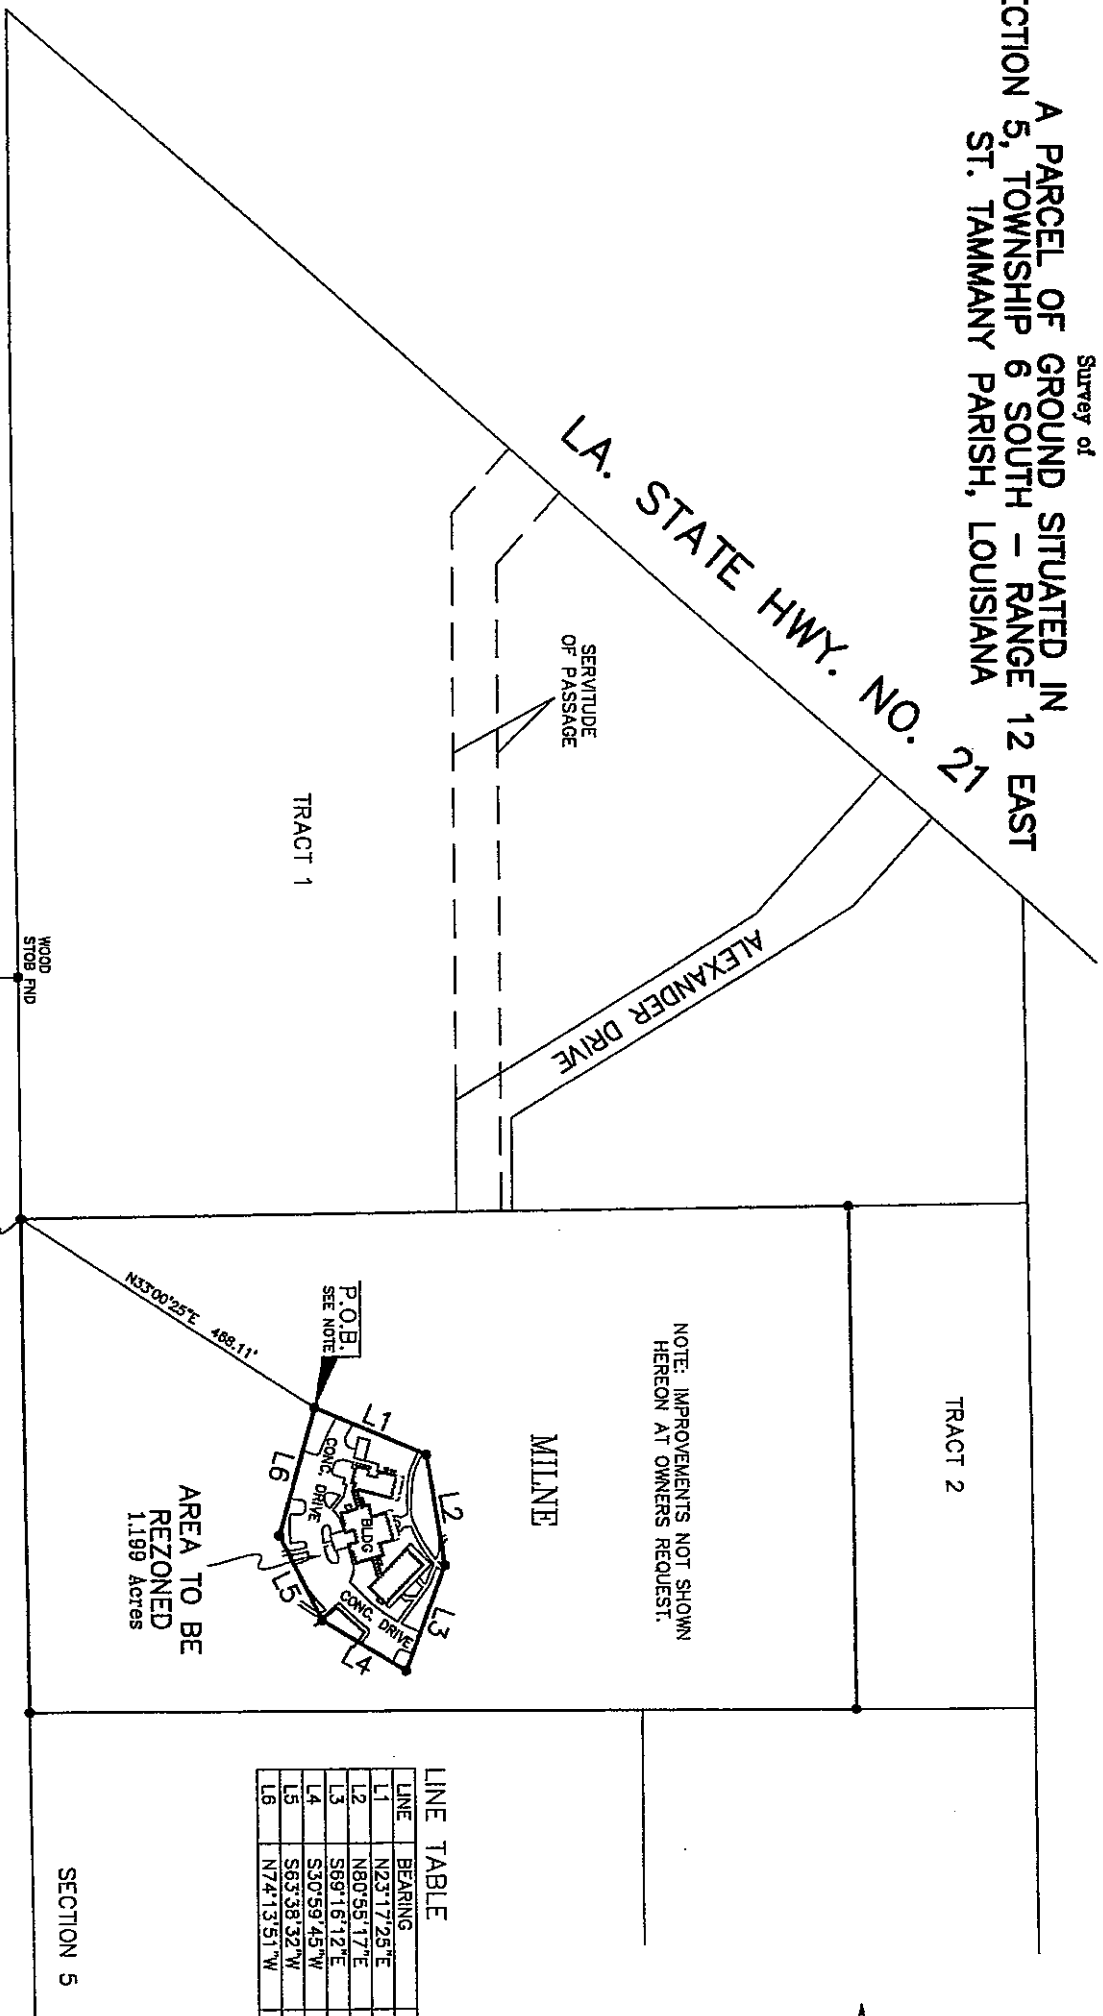 Survey of
A PARCEL OF GROUND SITUATED IN
SECTION 5, TOWNSHIP 6 SOUTH – RANGE 12 EAST
ST. TAMMANY PARISH, LOUISIANA
LA. STATE HWY. NO. 21
SERVITUDE
OF PASSAGE
ALEXANDER DRIVE
TRACT 1
WOOD
STOB FND
TRACT 2
NOTE: IMPROVEMENTS NOT SHOWN
HEREON AT OWNERS REQUEST.
MILNE
P.O.B.
SEE NOTE
N33°00'25"E 468.11'
L1
L2
L3
L4
L5
L6
CONC. DRIVE
BLDG
CONC. DRIVE
AREA TO BE
REZONED
1.199 Acres
LINE TABLE
LINE BEARING
L1 N23°17'25"E
L2 N80°55'17"E
L3 S69°16'12"E
L4 S30°59'45"W
L5 S63°38'32"W
L6 N74°13'51"W
SECTION 5